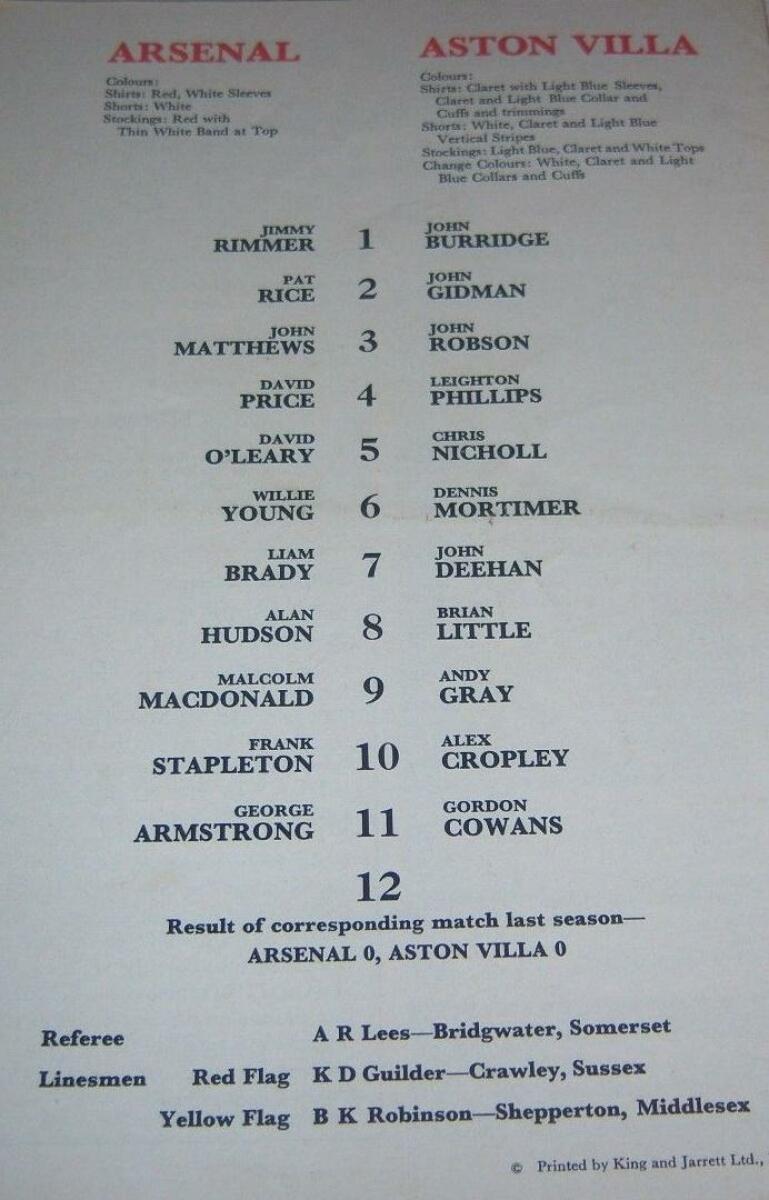 ARSENAL
Colours:
Shirts: Red, White Sleeves
Shorts: White
Stockings: Red with
Thin White Band at Top
ASTON VILLA
Colours:
Shirts: Claret with Light Blue Sleeves,
Claret and Light Blue Collar and
Cuffs and trimmings
Shorts: White, Claret and Light Blue
Vertical Stripes
Stockings: Light Blue, Claret and White Tops
Change Colours: White, Claret and Light
Blue Collars and Cuffs
JIMMY RIMMER 1 JOHN BURRIDGE
PAT RICE 2 JOHN GIDMAN
JOHN MATTHEWS 3 JOHN ROBSON
DAVID PRICE 4 LEIGHTON PHILLIPS
DAVID O'LEARY 5 CHRIS NICHOLL
WILLIE YOUNG 6 DENNIS MORTIMER
LIAM BRADY 7 JOHN DEEHAN
ALAN HUDSON 8 BRIAN LITTLE
MALCOLM MACDONALD 9 ANDY GRAY
FRANK STAPLETON 10 ALEX CROPLEY
GEORGE ARMSTRONG 11 GORDON COWANS
12
Result of corresponding match last season—
ARSENAL 0, ASTON VILLA 0
Referee A R Lees—Bridgwater, Somerset
Linesmen Red Flag K D Guilder—Crawley, Sussex
Yellow Flag B K Robinson—Shepperton, Middlesex
© Printed by King and Jarrett Ltd.,